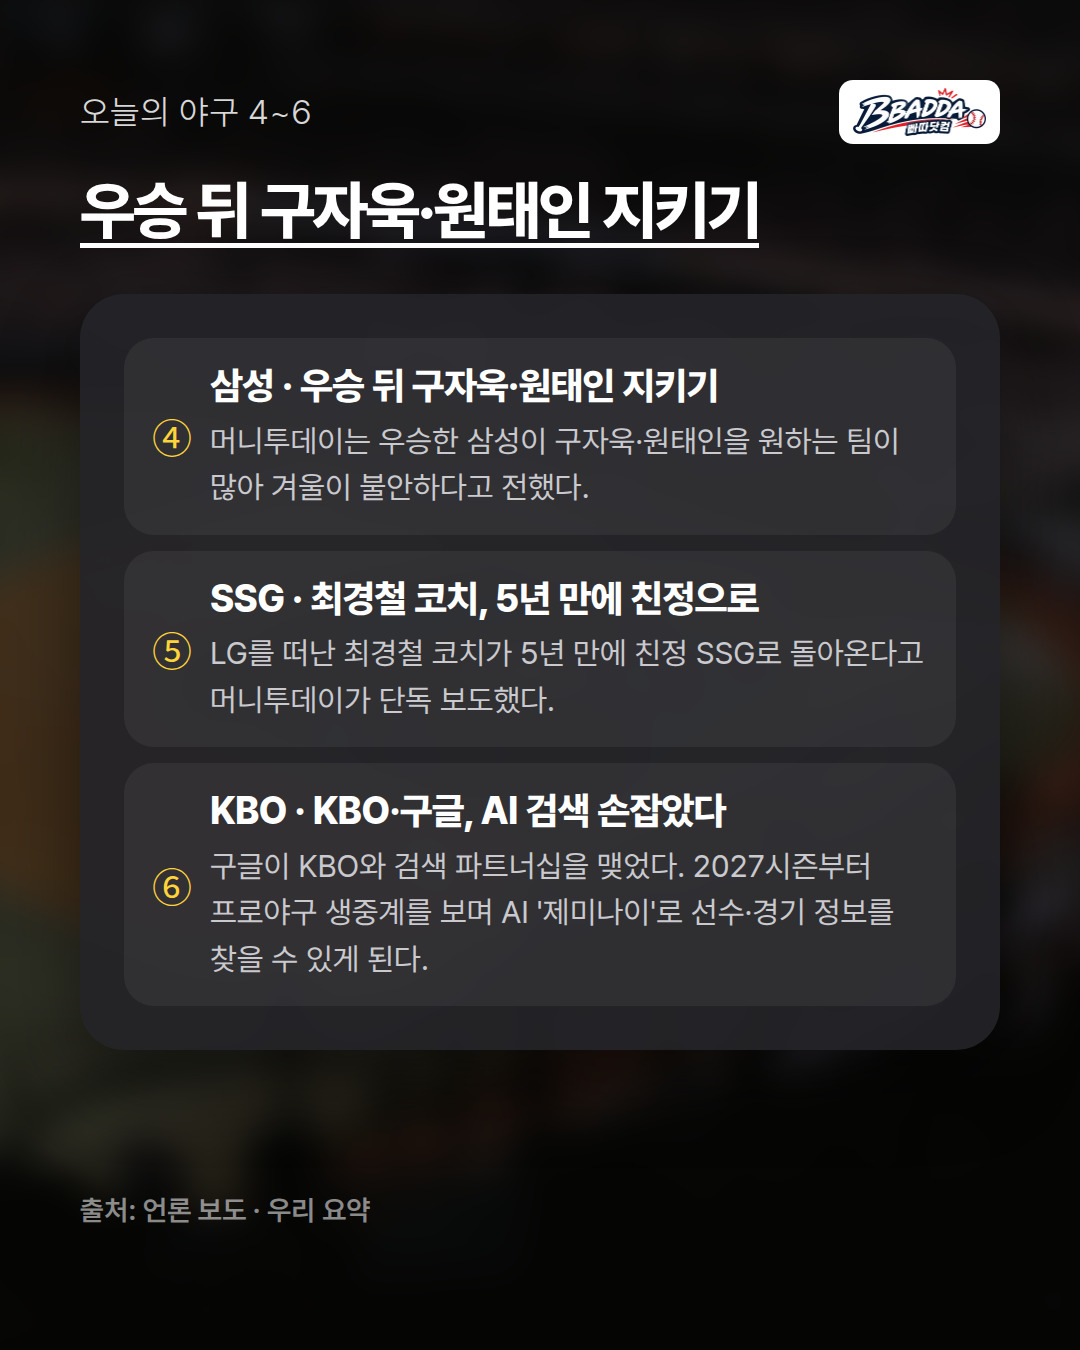 오늘의 야구 4~6
BBADDA
빠따닷컴
우승 뒤 구자욱·원태인 지키기
삼성 · 우승 뒤 구자욱·원태인 지키기
④ 머니투데이는 우승한 삼성이 구자욱·원태인을 원하는 팀이
많아 겨울이 불안하다고 전했다.
SSG · 최경철 코치, 5년 만에 친정으로
⑤ LG를 떠난 최경철 코치가 5년 만에 친정 SSG로 돌아온다고
머니투데이가 단독 보도했다.
KBO · KBO·구글, AI 검색 손잡았다
구글이 KBO와 검색 파트너십을 맺었다. 2027시즌부터
⑥ 프로야구 생중계를 보며 AI '제미나이'로 선수·경기 정보를
찾을 수 있게 된다.
출처: 언론 보도 · 우리 요약